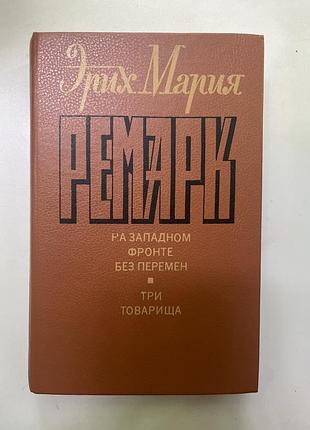 Эрих Мария
РЕМАРК
НА ЗАПАДНОМ
ФРОНТЕ
БЕЗ ПЕРЕМЕН
ТРИ
ТОВАРИЩА